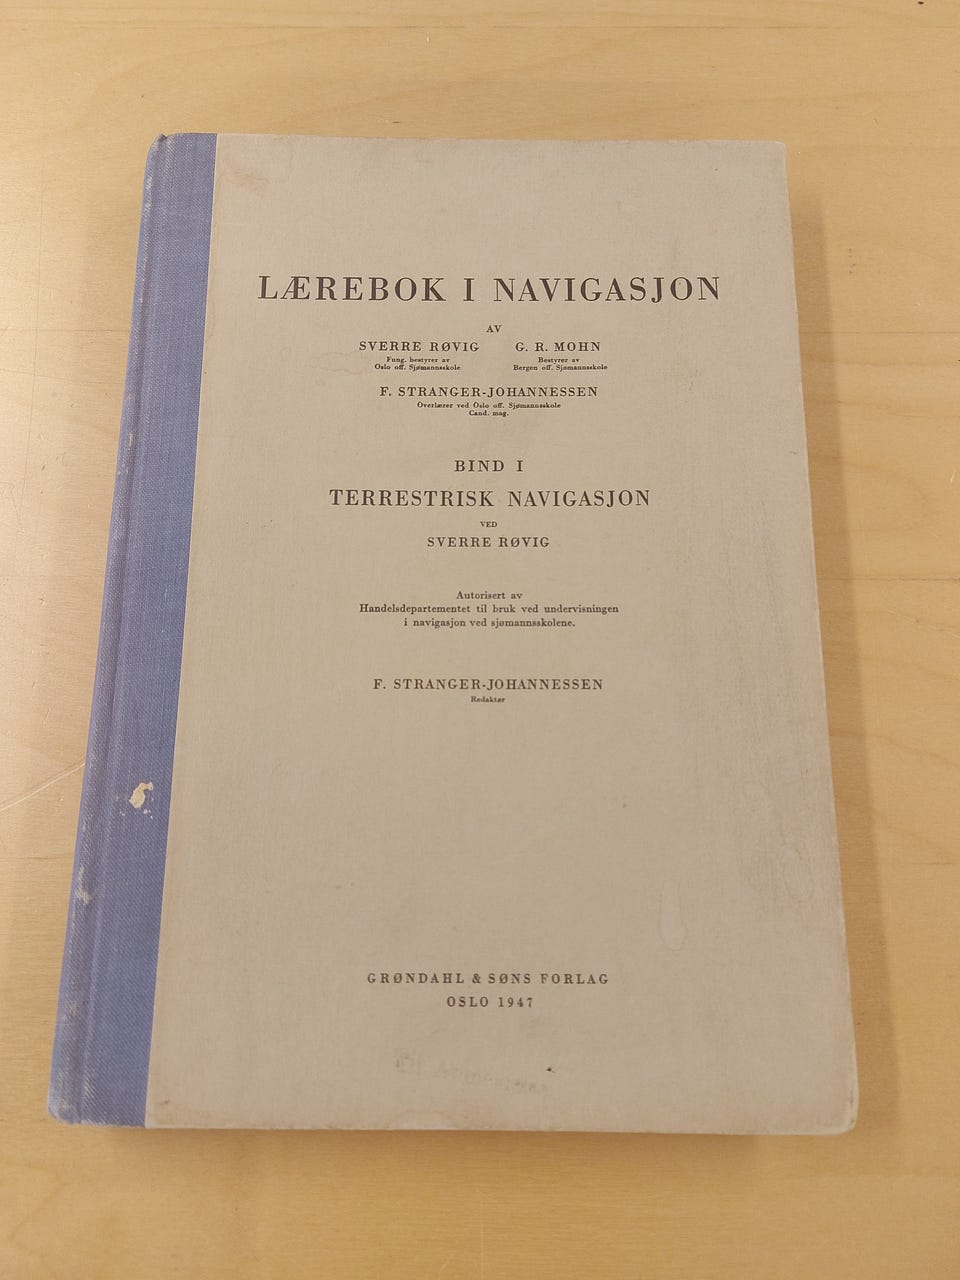 LÆREBOK I NAVIGASJON
AV
SVERRE RØVIG
Fung. bestyrer av
Oslo off. Sjømannsskole
G. R. MOHN
Bestyrer av
Bergen off. Sjømannsskole
F. STRANGER-JOHANNESSEN
Overlærer ved Oslo off. Sjømannsskole
Cand. mag.
BIND I
TERRESTRISK NAVIGASJON
VED
SVERRE RØVIG
Autorisert av
Handelsdepartementet til bruk ved undervisningen
i navigasjon ved sjømannsskolene.
F. STRANGER-JOHANNESSEN
Redaktør
GRØNDAHL & SØNS FORLAG
OSLO 1947